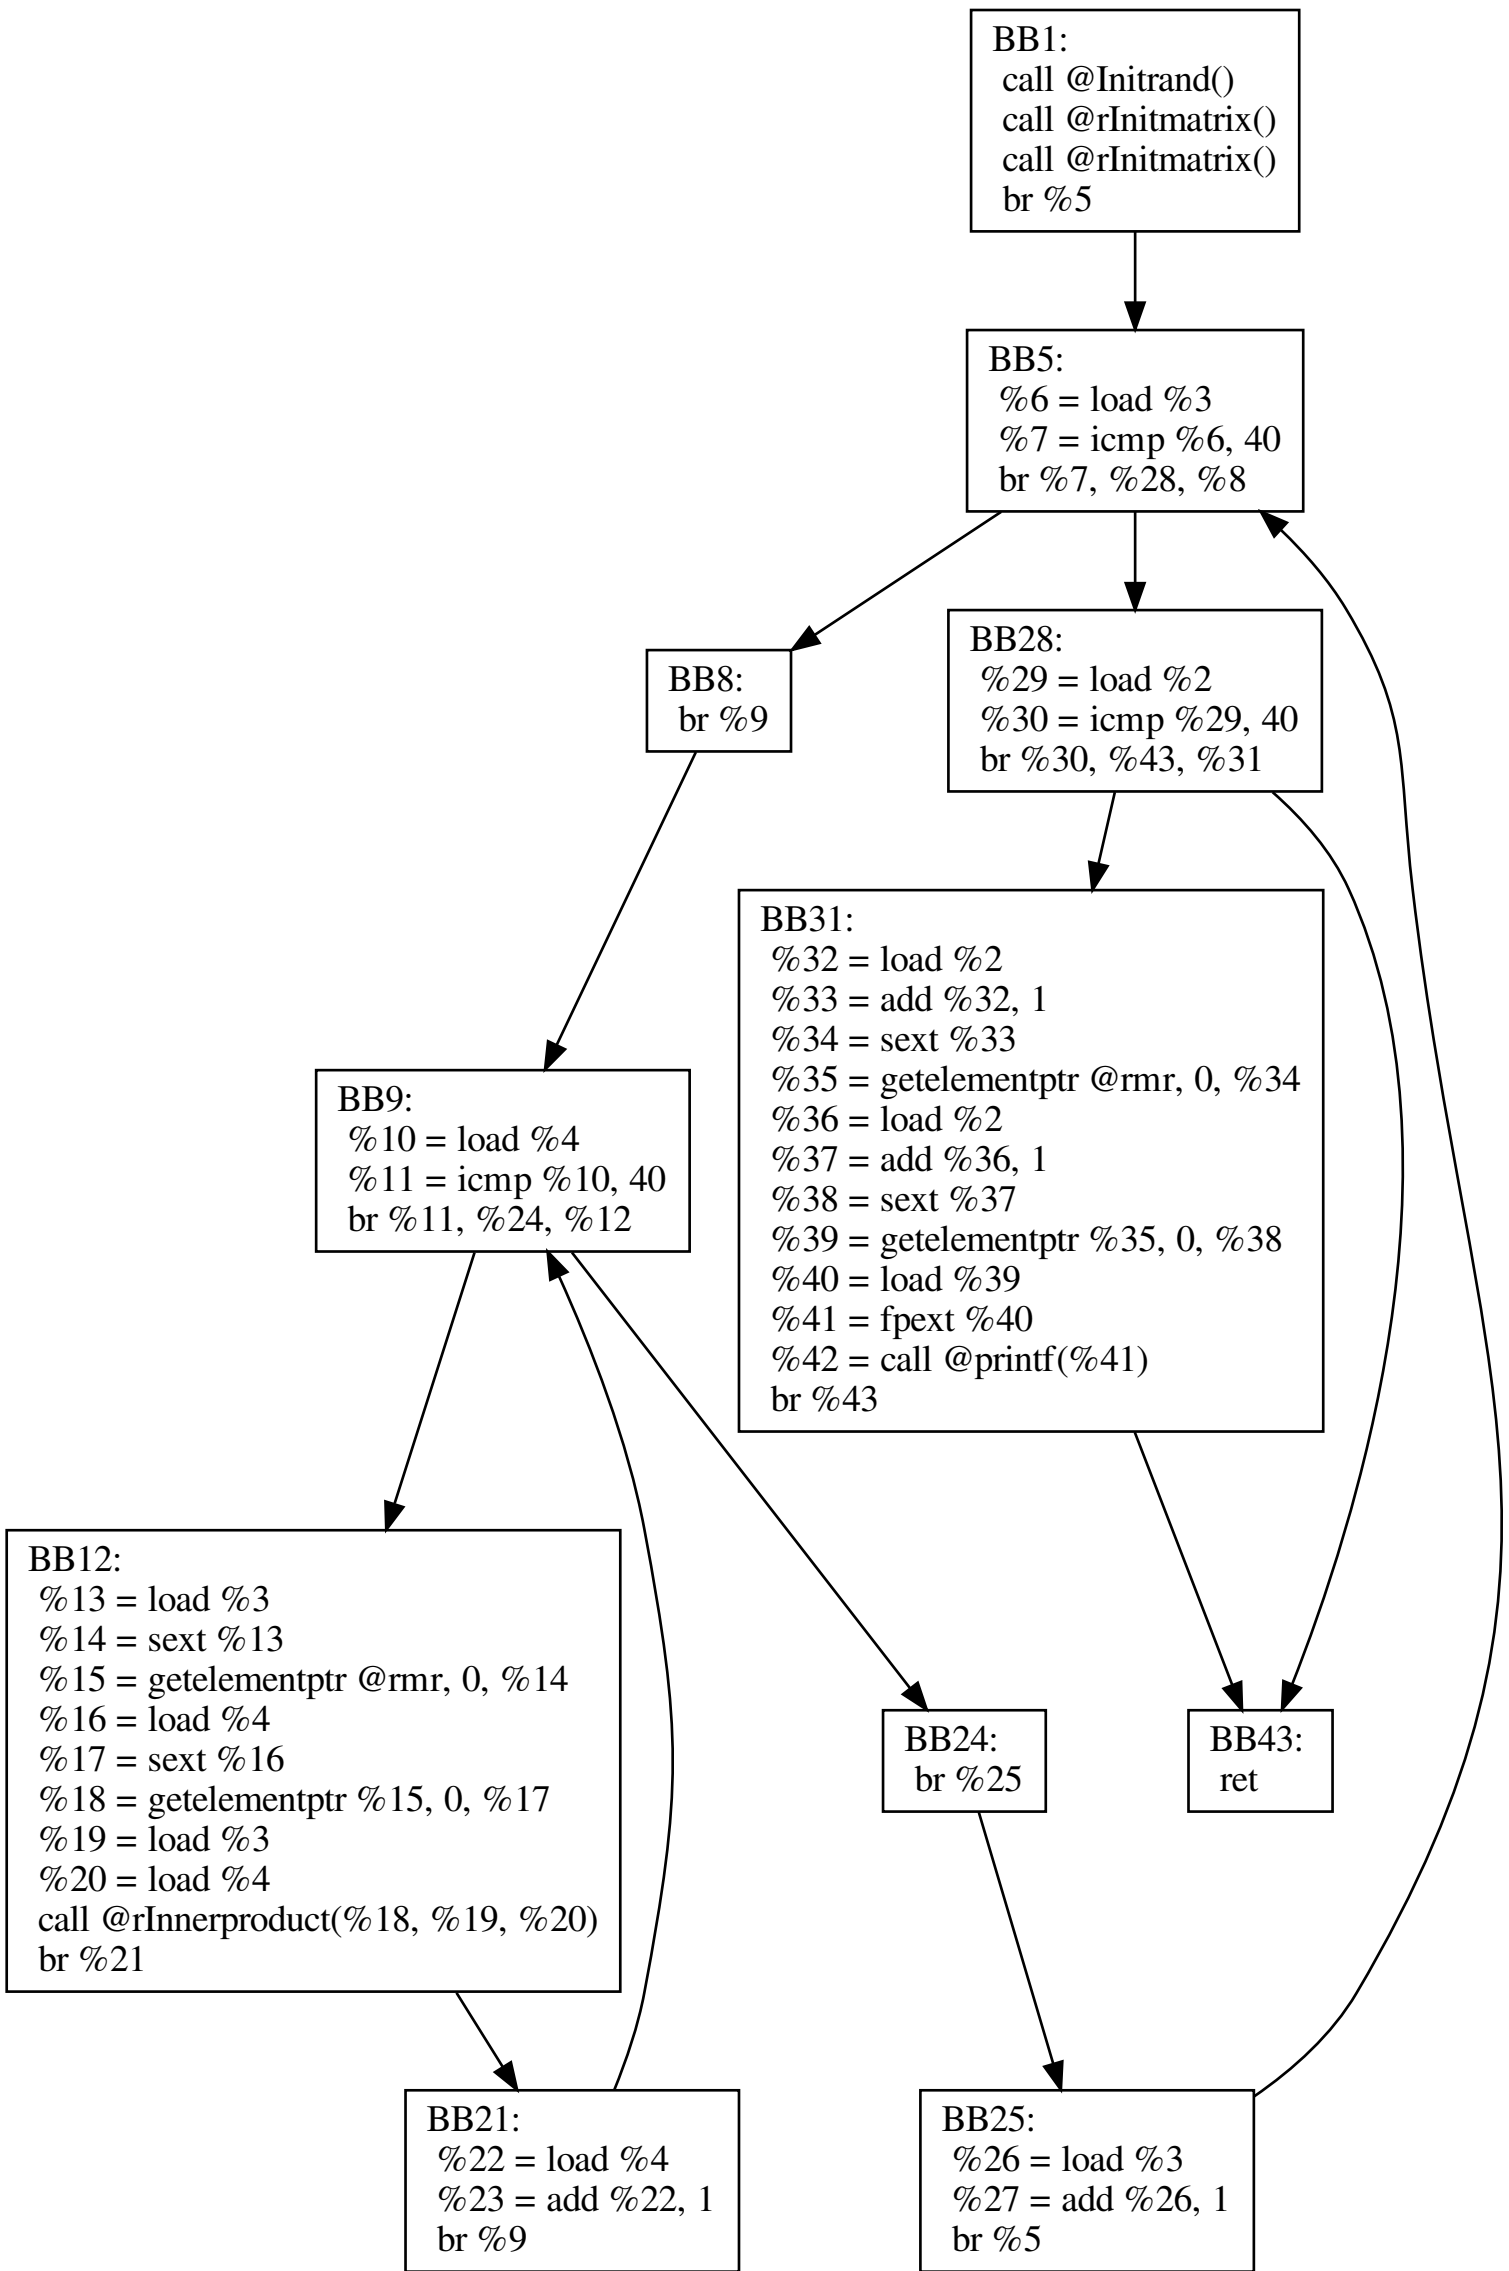 BB1:
call @Initrand()
call @rInitmatrix()
call @rInitmatrix()
br %5
BB5:
%6 = load %3
%7 = icmp %6, 40
br %7, %28, %8
BB8:
br %9
BB28:
%29 = load %2
%30 = icmp %29, 40
br %30, %43, %31
BB31:
%32 = load %2
%33 = add %32, 1
%34 = sext %33
%35 = getelementptr @rmr, 0, %34
%36 = load %2
%37 = add %36, 1
%38 = sext %37
%39 = getelementptr %35, 0, %38
%40 = load %39
%41 = fpext %40
%42 = call @printf(%41)
br %43
BB9:
%10 = load %4
%11 = icmp %10, 40
br %11, %24, %12
BB12:
%13 = load %3
%14 = sext %13
%15 = getelementptr @rmr, 0, %14
%16 = load %4
%17 = sext %16
%18 = getelementptr %15, 0, %17
%19 = load %3
%20 = load %4
call @rInnerproduct(%18, %19, %20)
br %21
BB24:
br %25
BB43:
ret
BB21:
%22 = load %4
%23 = add %22, 1
br %9
BB25:
%26 = load %3
%27 = add %26, 1
br %5